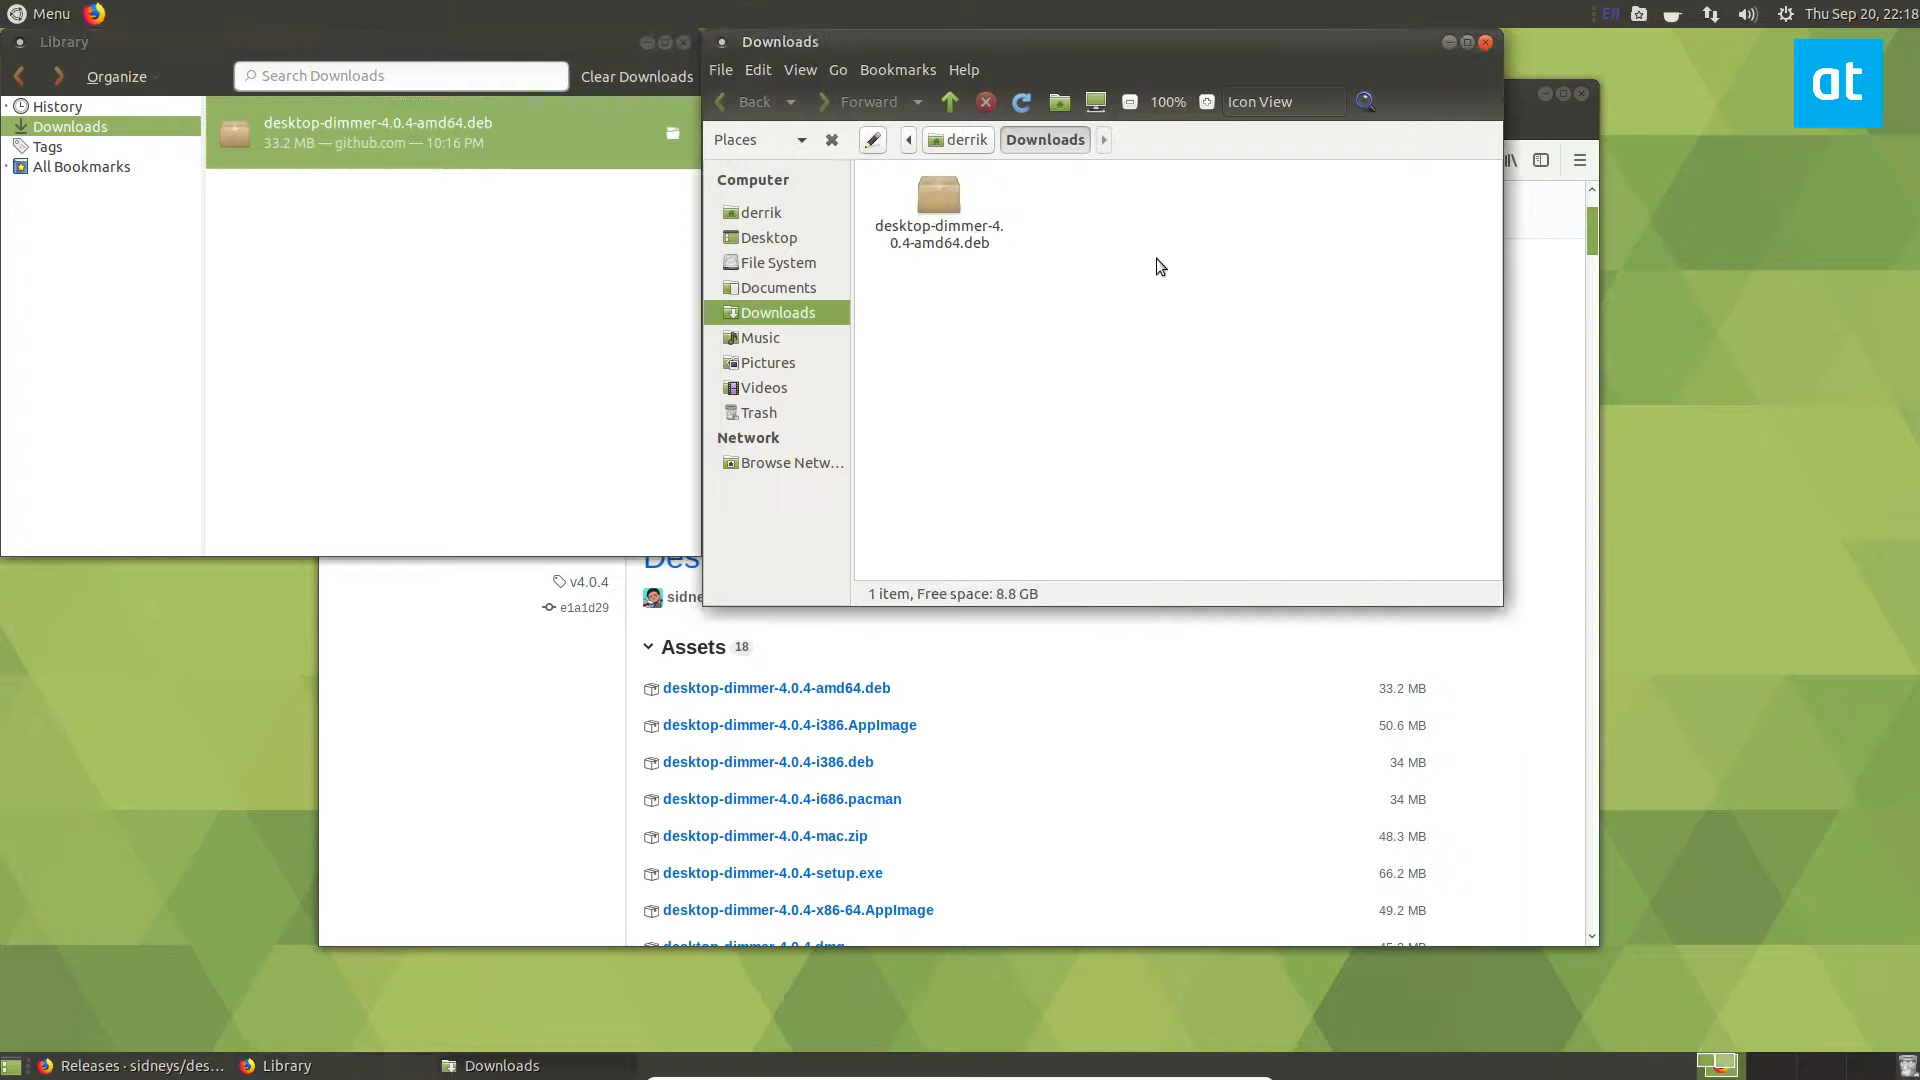 Menu
EN
Thu Sep 20, 22:18
Library
Organize
Search Downloads
Clear Downloads
History
Downloads
Tags
All Bookmarks
desktop-dimmer-4.0.4-amd64.deb
33.2 MB — github.com — 10:16 PM
Downloads
File Edit View Go Bookmarks Help
Back Forward 100% Icon View
Places
derrik
Downloads
Computer
derrik
Desktop
File System
Documents
Downloads
Music
Pictures
Videos
Trash
Network
Browse Netw...
desktop-dimmer-4.
0.4-amd64.deb
1 item, Free space: 8.8 GB
at
v4.0.4
e1a1d29
Des
sidne
Assets 18
desktop-dimmer-4.0.4-amd64.deb 33.2 MB
desktop-dimmer-4.0.4-i386.AppImage 50.6 MB
desktop-dimmer-4.0.4-i386.deb 34 MB
desktop-dimmer-4.0.4-i686.pacman 34 MB
desktop-dimmer-4.0.4-mac.zip 48.3 MB
desktop-dimmer-4.0.4-setup.exe 66.2 MB
desktop-dimmer-4.0.4-x86-64.AppImage 49.2 MB
Releases · sidneys/des...
Library
Downloads